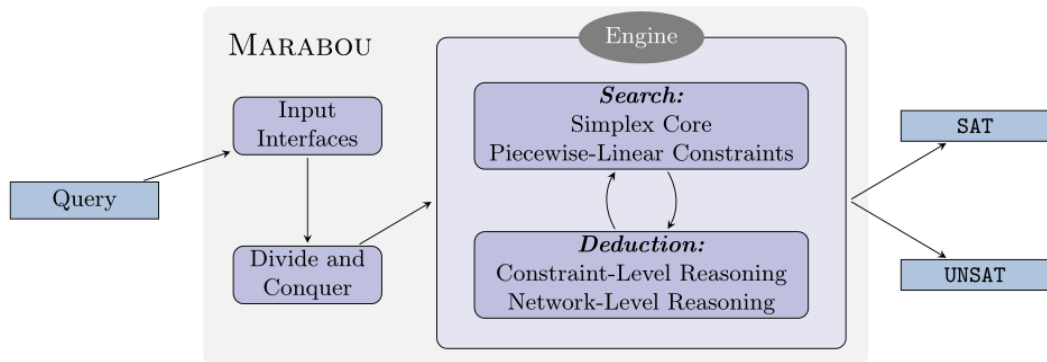 MARABOU
Query
Input
Interfaces
Divide and
Conquer
Engine
Search:
Simplex Core
Piecewise-Linear Constraints
Deduction:
Constraint-Level Reasoning
Network-Level Reasoning
SAT
UNSAT